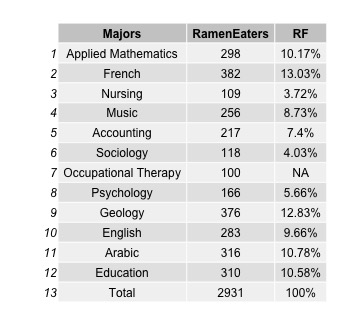 Majors RamenEaters RF
1 Applied Mathematics 298 10.17%
2 French 382 13.03%
3 Nursing 109 3.72%
4 Music 256 8.73%
5 Accounting 217 7.4%
6 Sociology 118 4.03%
7 Occupational Therapy 100 NA
8 Psychology 166 5.66%
9 Geology 376 12.83%
10 English 283 9.66%
11 Arabic 316 10.78%
12 Education 310 10.58%
13 Total 2931 100%